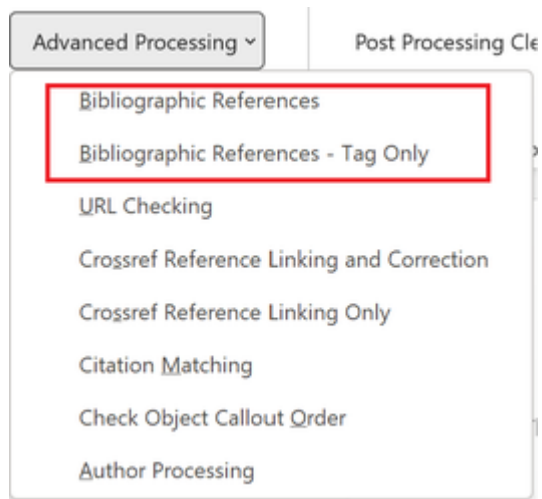 Advanced Processing
Post Processing
Bibliographic References
Bibliographic References - Tag Only
URL Checking
Crossref Reference Linking and Correction
Crossref Reference Linking Only
Citation Matching
Check Object Callout Order
Author Processing